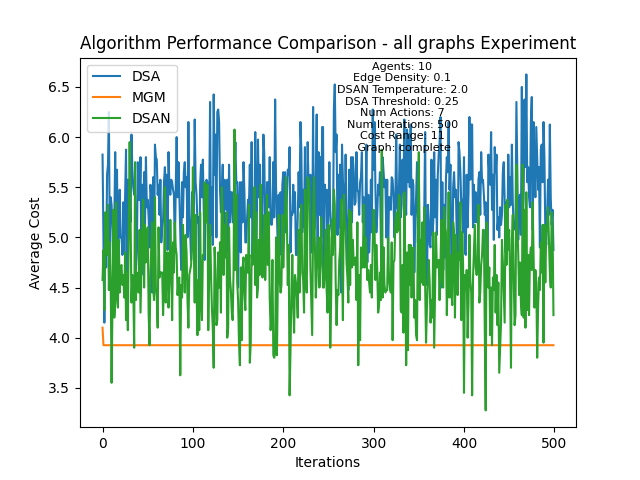 Algorithm Performance Comparison - all graphs Experiment
DSA
MGM
DSAN
Agents: 10
Edge Density: 0.1
DSAN Temperature: 2.0
DSA Threshold: 0.25
Num Actions: 7
Num Iterations: 500
Cost Range: 11
Graph: complete
Average Cost
6.5
6.0
5.5
5.0
4.5
4.0
3.5
0
100
200
300
400
500
Iterations